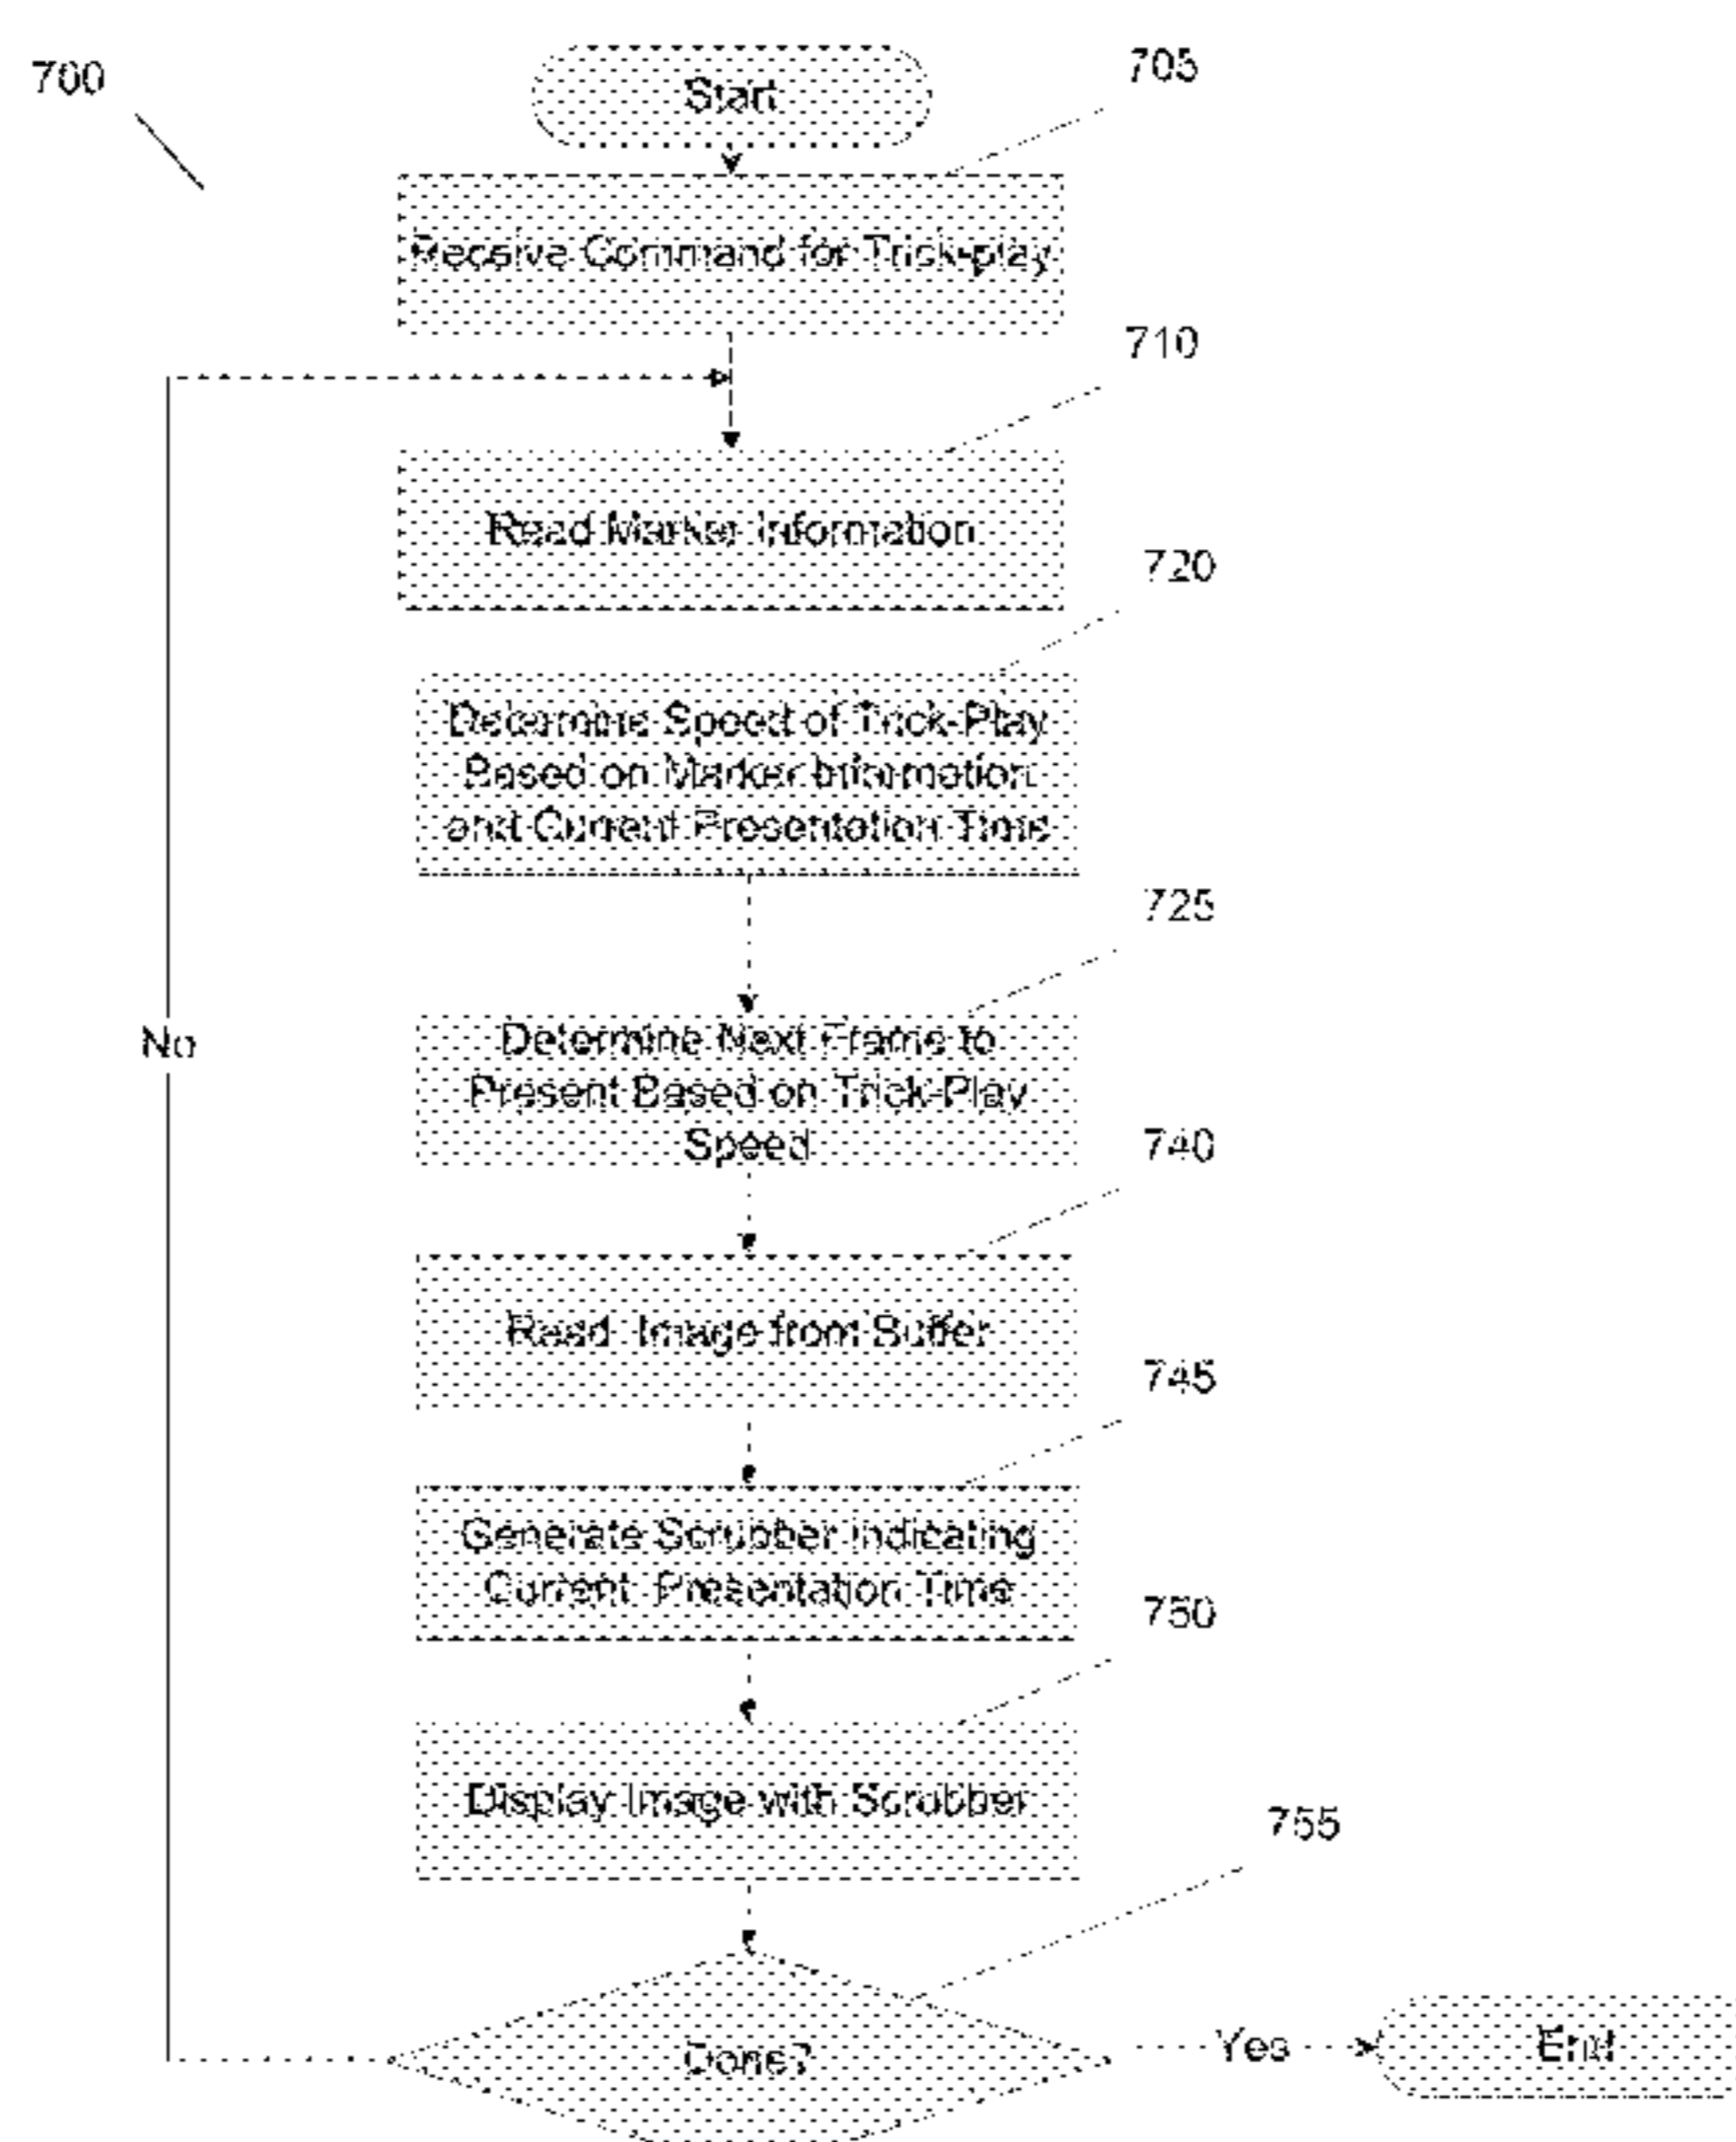 700
Start
705
Receive Command for Trick-play
710
Read Marker Information
720
Determine Speed of Trick-Play
Based on Marker Information
and Current Presentation Time
725
Determine Next Frame to
Present Based on Trick-Play
Speed
No
740
Read Image from Buffer
745
Generate Scrubber Indicating
Current Presentation Time
750
Display Image with Scrubber
755
Done?
Yes
End